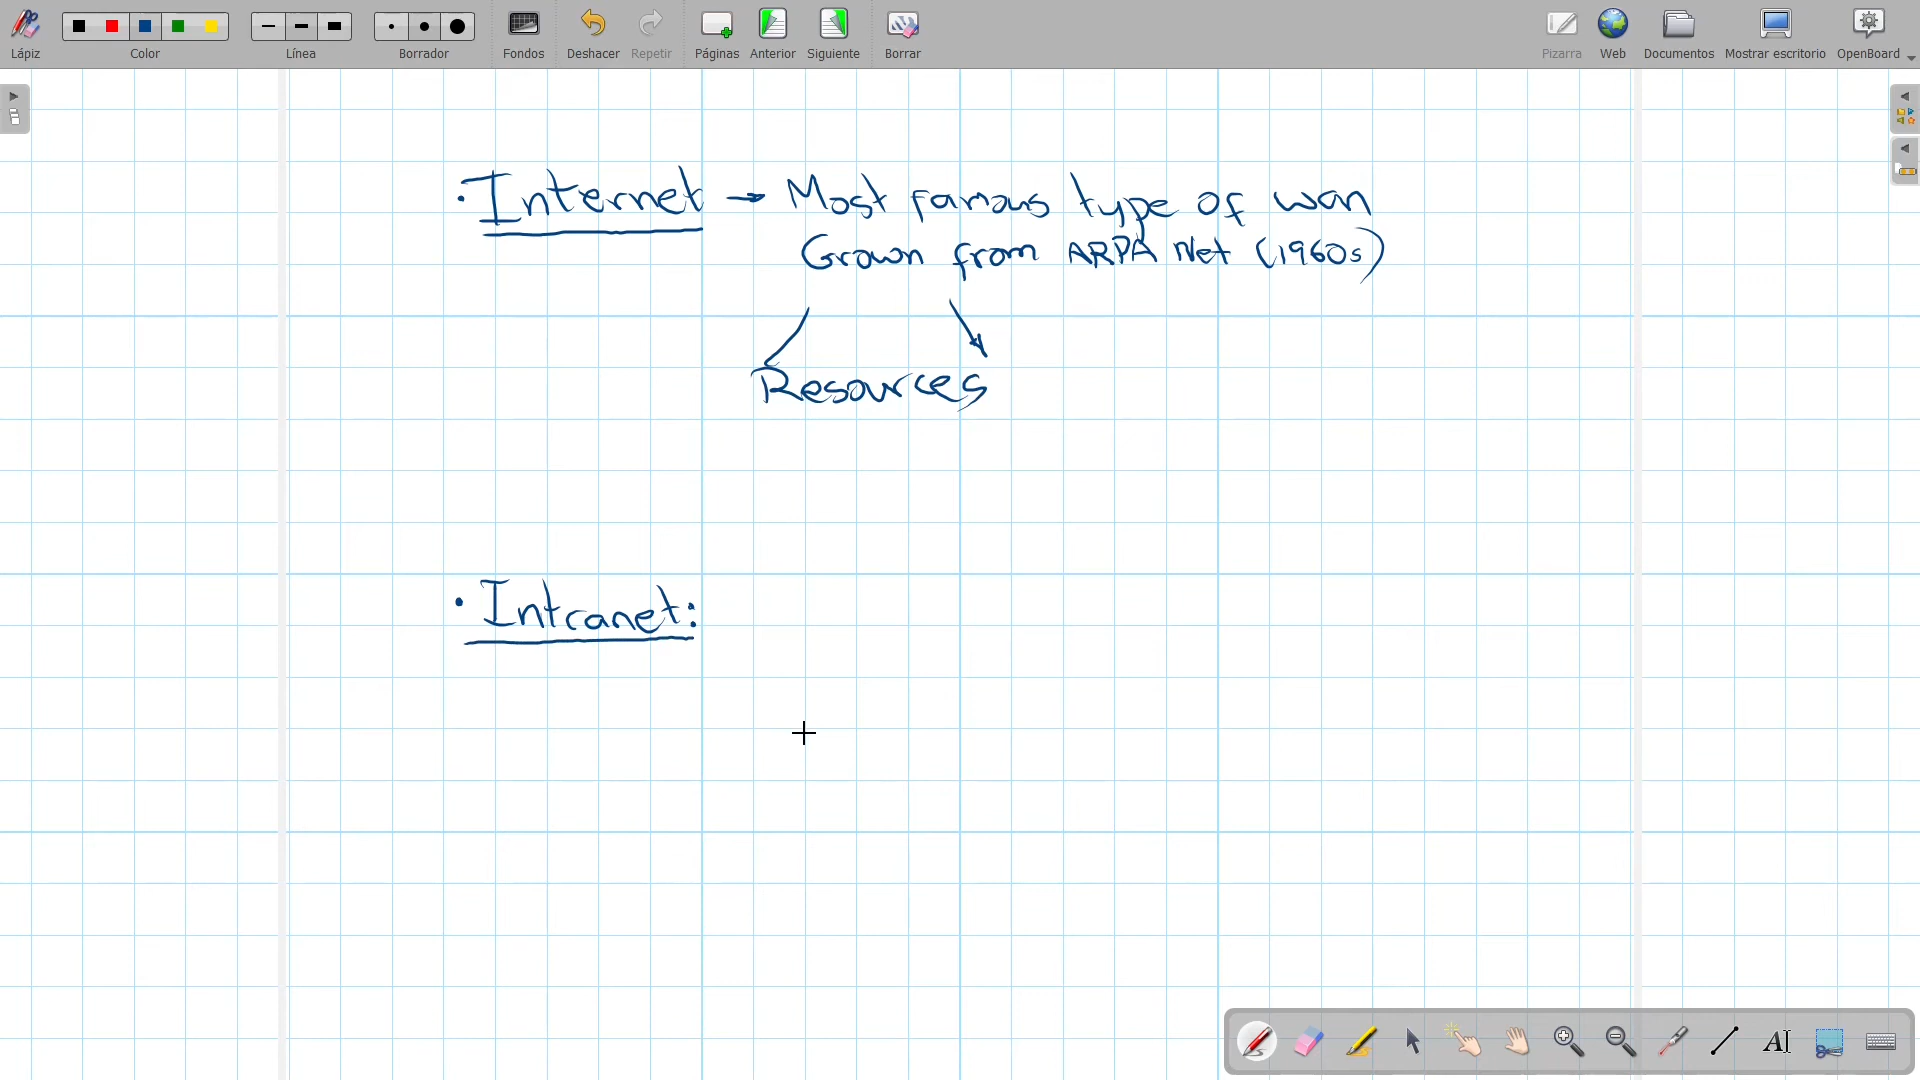 Lápiz Color Línea Borrador Fondos Deshacer Repetir Páginas Anterior Siguiente Borrar Pizarra Web Documentos Mostrar escritorio OpenBoard
· Internet → Most famous type of wan
Grown from ARPA Net (1960s)
Resources
· Intranet:
AI